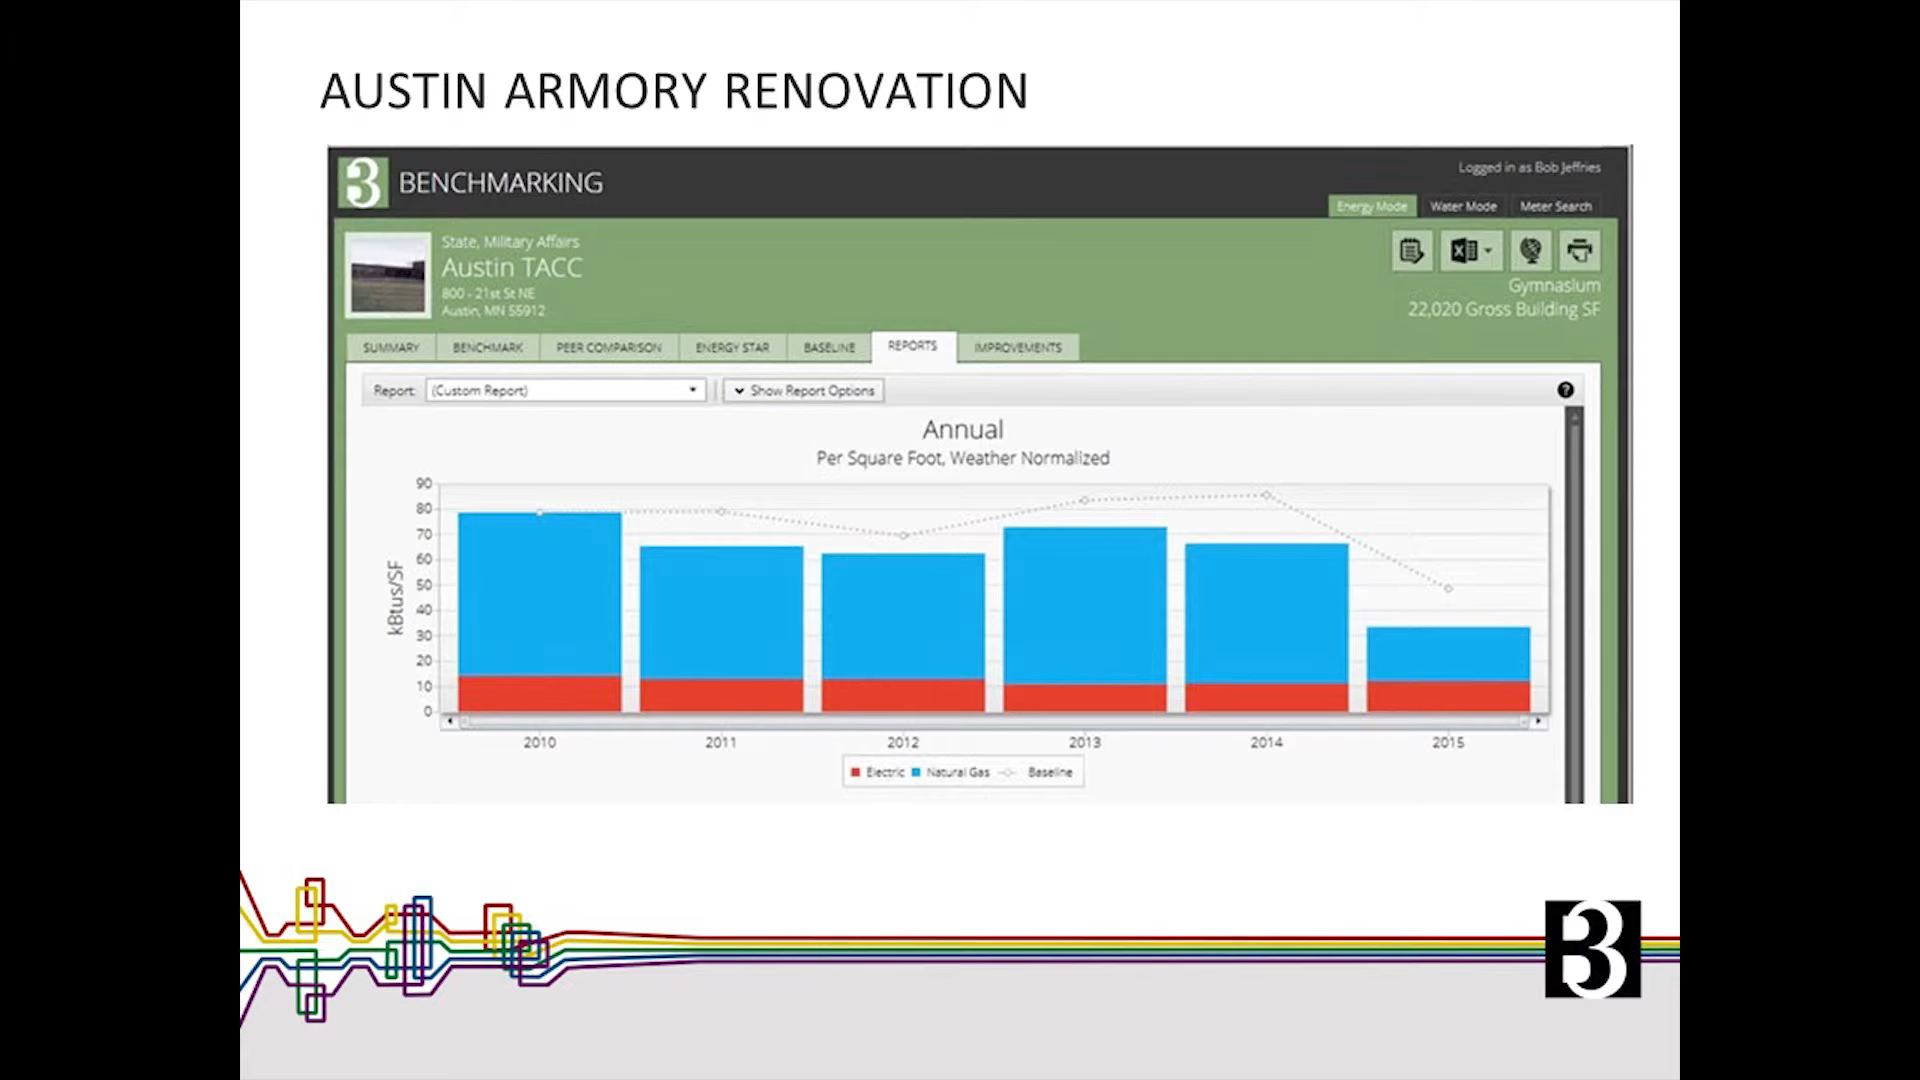 AUSTIN ARMORY RENOVATION
B3 BENCHMARKING
Logged in as Bob Jeffries
Energy Mode Water Mode Meter Search
State, Military Affairs
Austin TACC
800 - 21st St NE
Austin, MN 55912
Gymnasium
22,020 Gross Building SF
SUMMARY BENCHMARK PEER COMPARISON ENERGY STAR BASELINE REPORTS IMPROVEMENTS
Report: (Custom Report) Show Report Options ?
Annual
Per Square Foot, Weather Normalized
kBtus/SF
90
80
70
60
50
40
30
20
10
0
2010 2011 2012 2013 2014 2015
Electric Natural Gas Baseline
B3